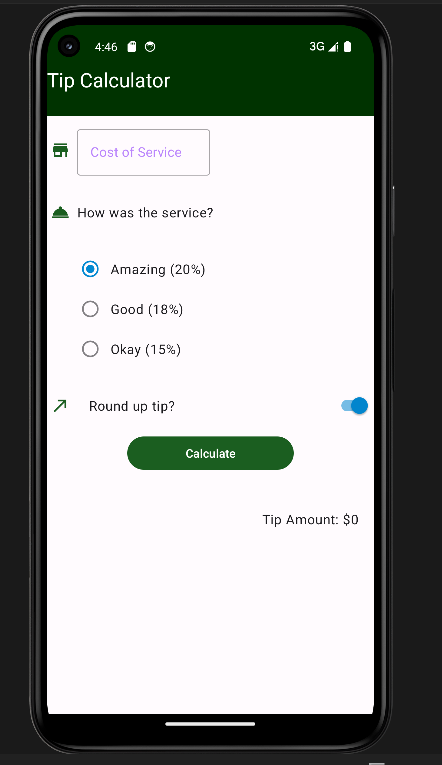 4:46 3G
Tip Calculator
Cost of Service
How was the service?
Amazing (20%)
Good (18%)
Okay (15%)
Round up tip?
Calculate
Tip Amount: $0